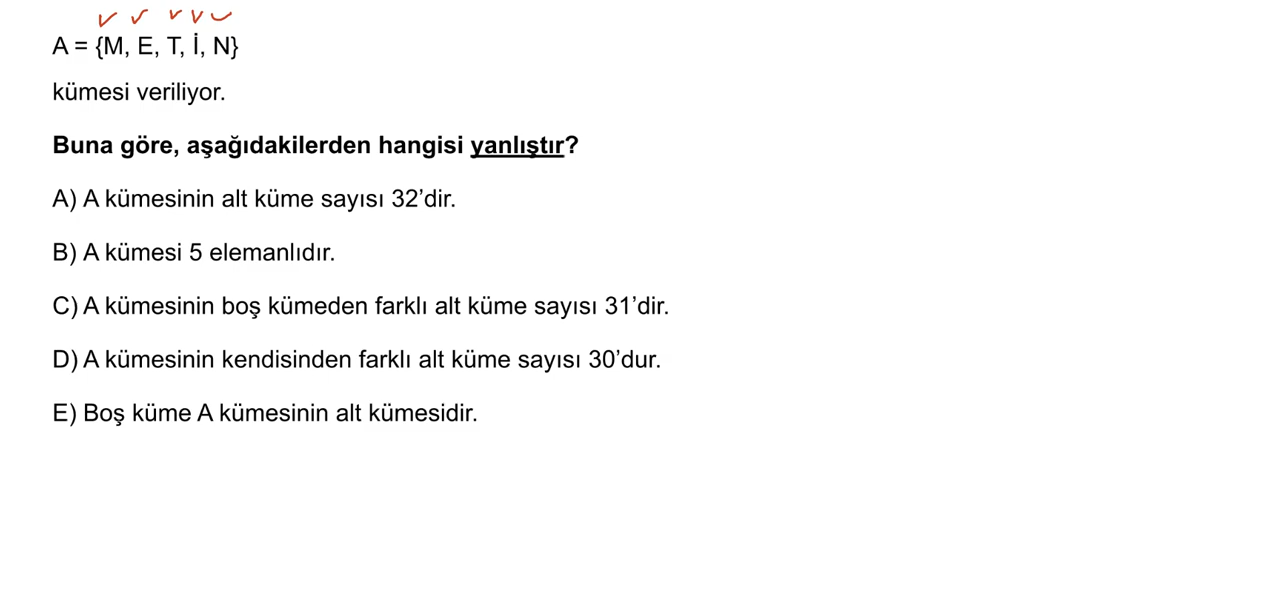 A = {M, E, T, İ, N}
kümesi veriliyor.
Buna göre, aşağıdakilerden hangisi yanlıştır?
A) A kümesinin alt küme sayısı 32’dir.
B) A kümesi 5 elemanlıdır.
C) A kümesinin boş kümeden farklı alt küme sayısı 31’dir.
D) A kümesinin kendisinden farklı alt küme sayısı 30’dur.
E) Boş küme A kümesinin alt kümesidir.